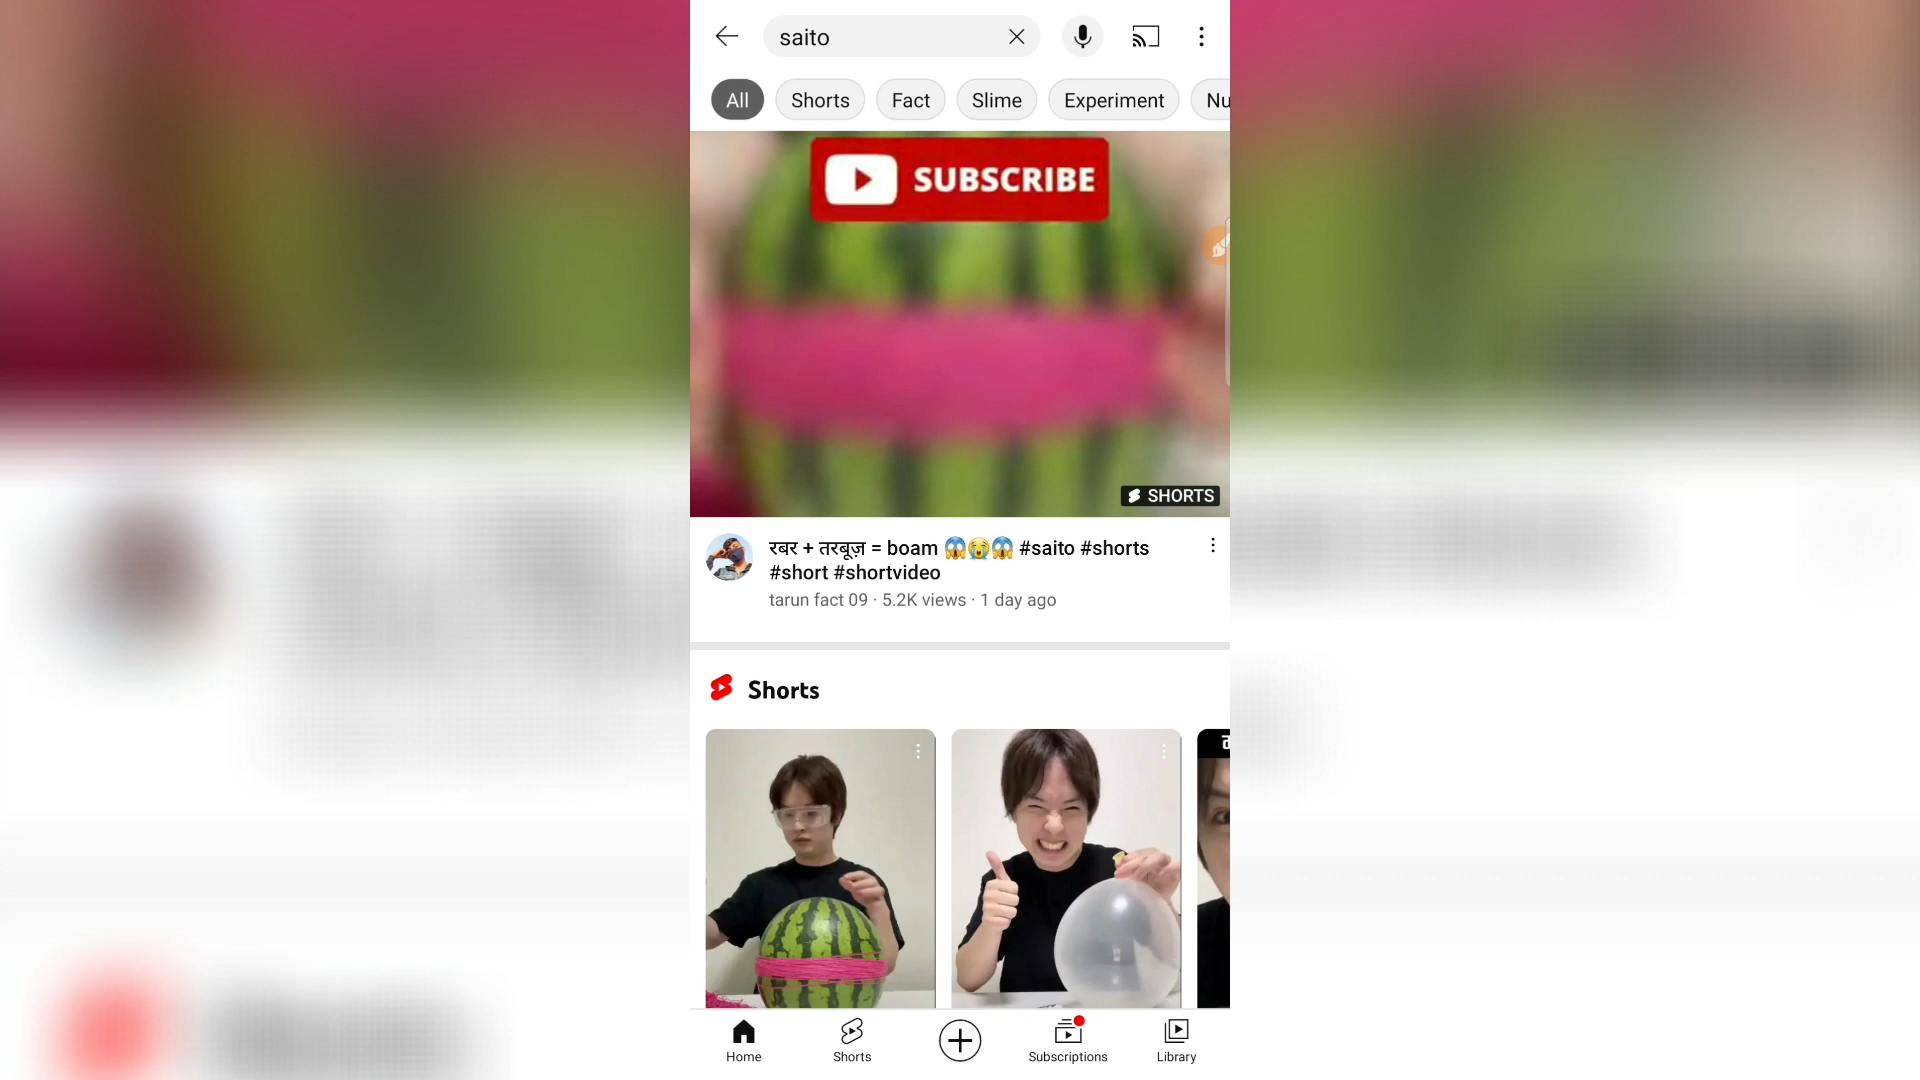 saito
All Shorts Fact Slime Experiment Nu
SUBSCRIBE
SHORTS
रबर + तरबूज़ = boam 😱😭😱 #saito #shorts
#short #shortvideo
tarun fact 09 · 5.2K views · 1 day ago
Shorts
Home Shorts Subscriptions Library